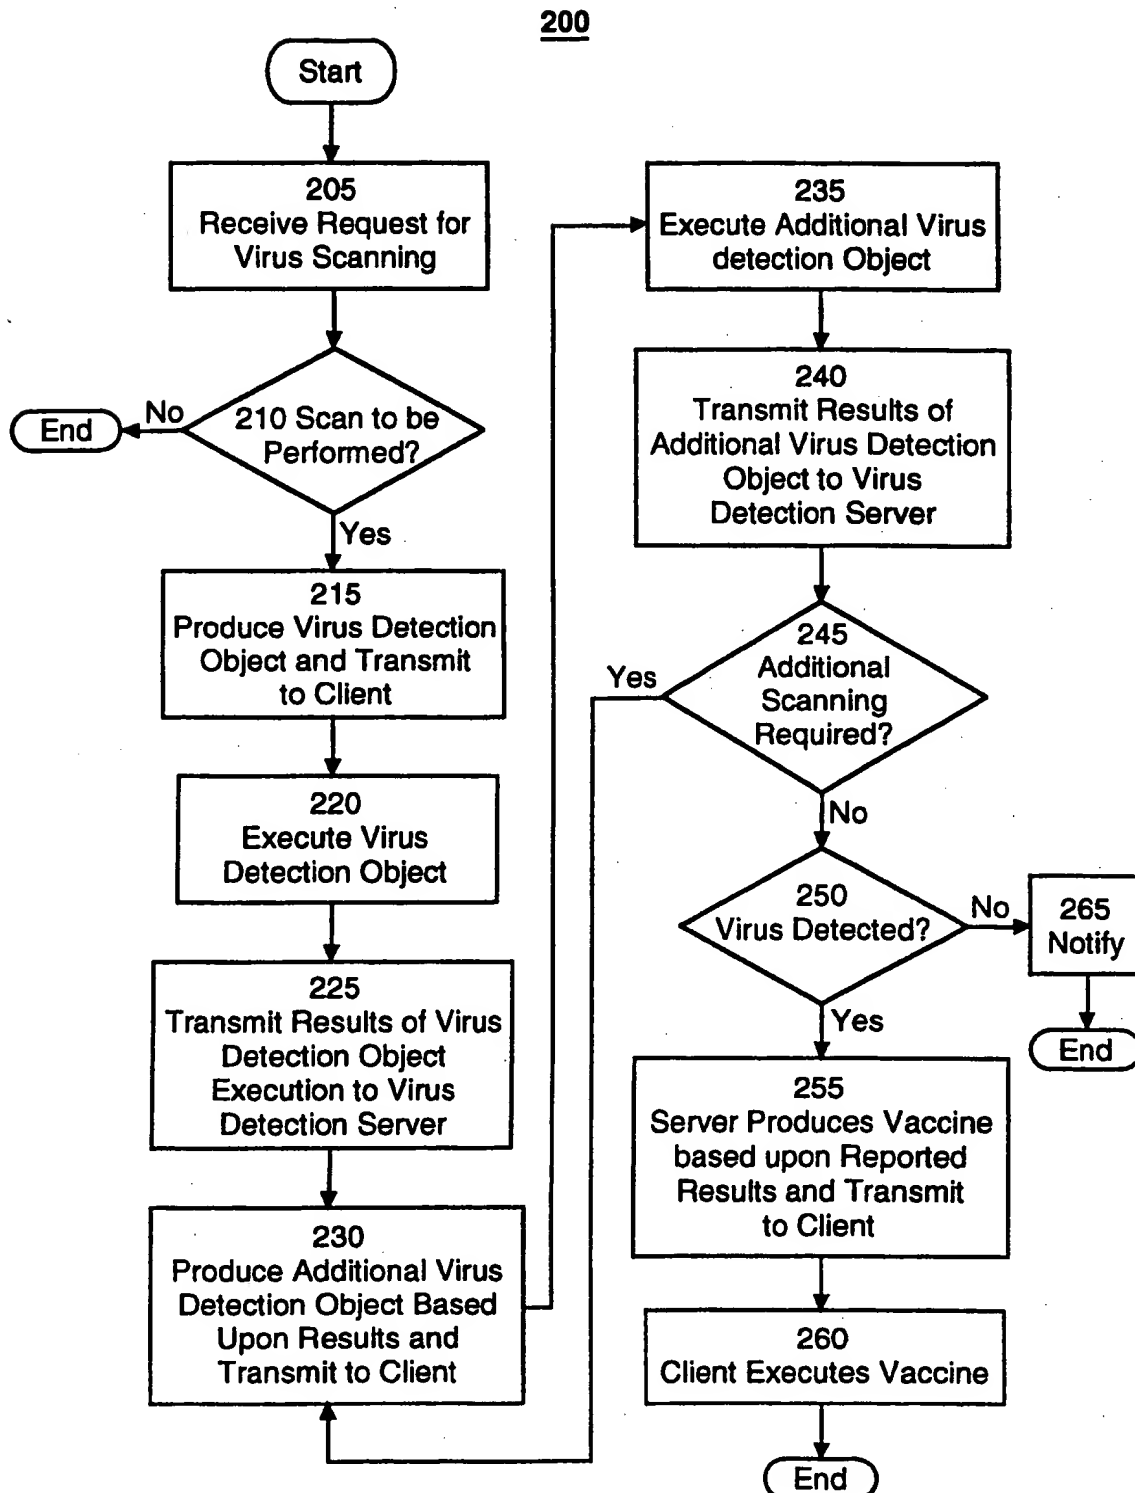 200
Start
205
Receive Request for
Virus Scanning
210 Scan to be
Performed?
No
End
Yes
215
Produce Virus Detection
Object and Transmit
to Client
220
Execute Virus
Detection Object
225
Transmit Results of Virus
Detection Object
Execution to Virus
Detection Server
230
Produce Additional Virus
Detection Object Based
Upon Results and
Transmit to Client
235
Execute Additional Virus
detection Object
240
Transmit Results of
Additional Virus Detection
Object to Virus
Detection Server
245
Additional
Scanning
Required?
Yes
No
250
Virus Detected?
No
265
Notify
End
Yes
255
Server Produces Vaccine
based upon Reported
Results and Transmit
to Client
260
Client Executes Vaccine
End